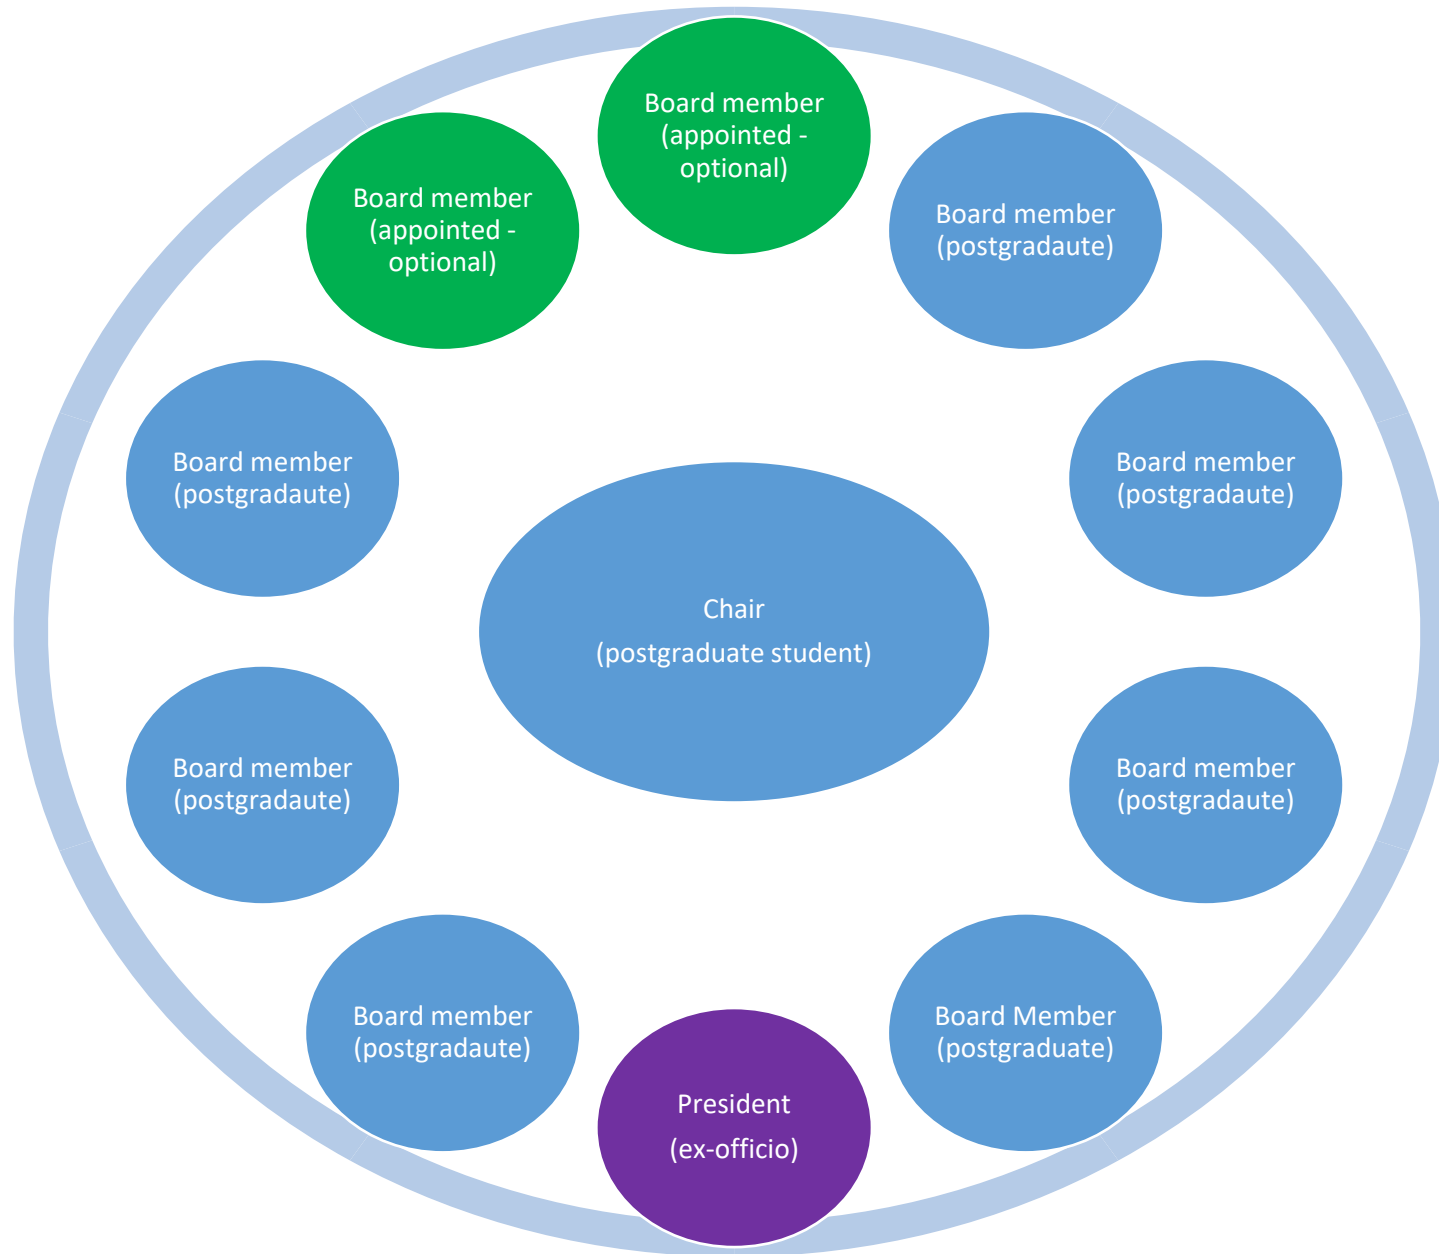 Board member
(appointed -
optional)
Board member
(postgradaute)
Board member
(postgradaute)
Board member
(postgradaute)
Board Member
(postgraduate)
President
(ex-officio)
Board member
(postgradaute)
Board member
(postgradaute)
Board member
(postgradaute)
Board member
(appointed -
optional)
Chair
(postgraduate student)